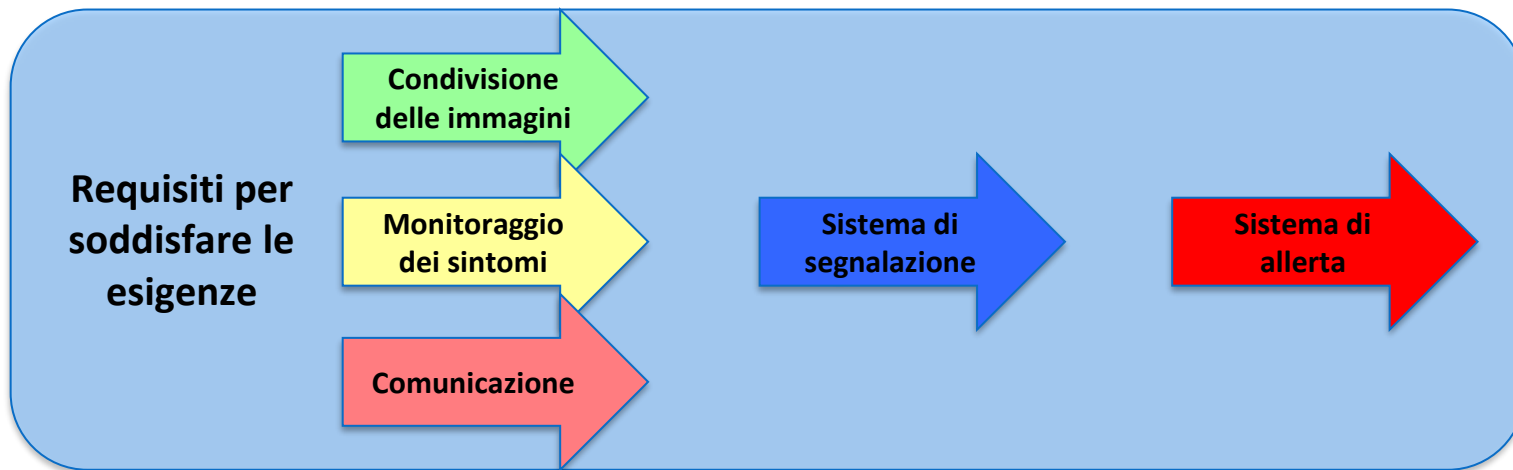 Requisiti per
soddisfare le
esigenze
Condivisione
delle immagini
Monitoraggio
dei sintomi
Comunicazione
Sistema di
segnalazione
Sistema di
allerta